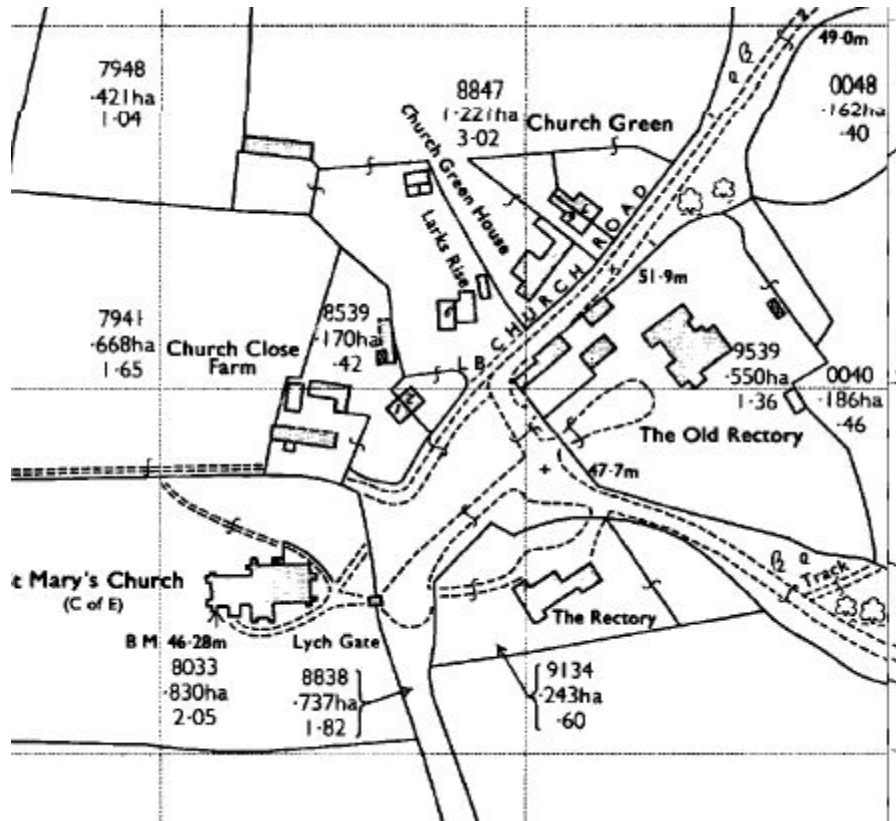 49·0m
7948
·421ha
1·04
8847
1·221ha
3·02
Church Green
0048
·162ha
·40
Church Green House
Larks Rise
CHURCH ROAD
51·9m
7941
·668ha
1·65
Church Close
Farm
8539
·170ha
·42
LB
9539
·550ha
1·36
0040
·186ha
·46
The Old Rectory
47·7m
t Mary's Church
(C of E)
BM 46·28m
Lych Gate
The Rectory
Track
8033
·830ha
2·05
8838
·737ha
1·82
9134
·243ha
·60